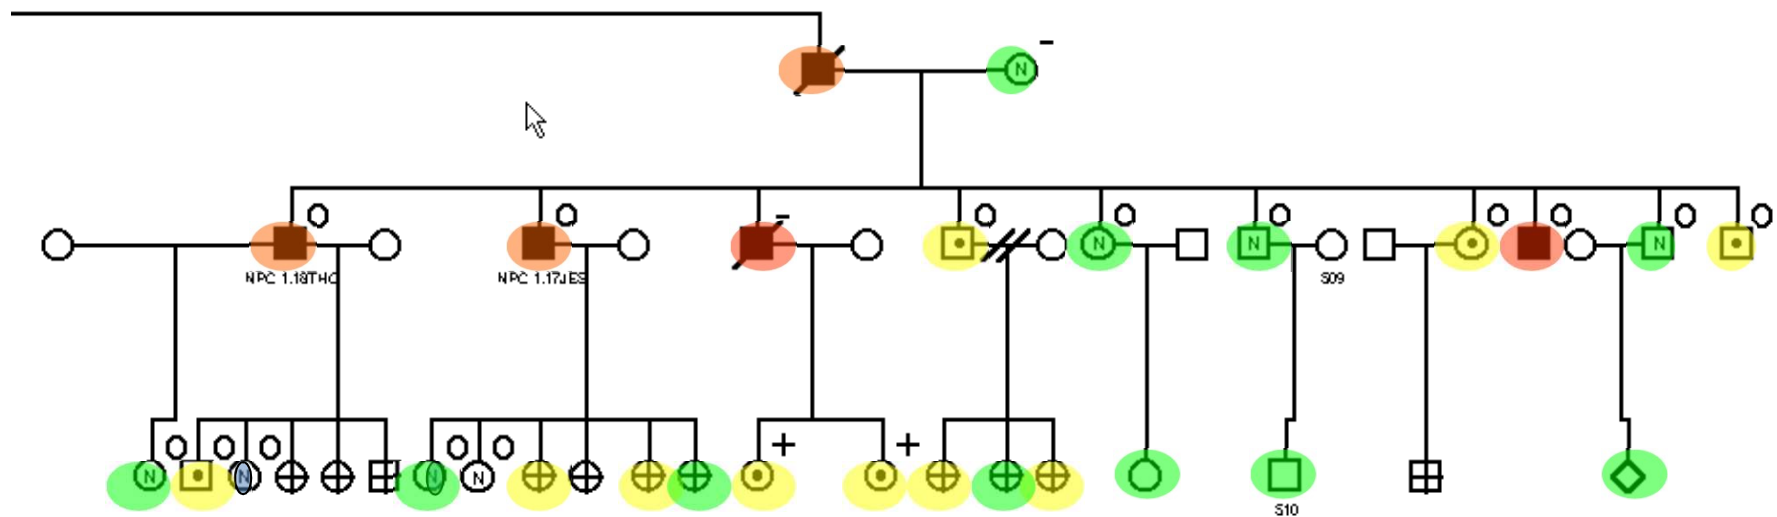 N
N N N
NPC 1.18THO NPC 1.17JES S09
N N N N
S10